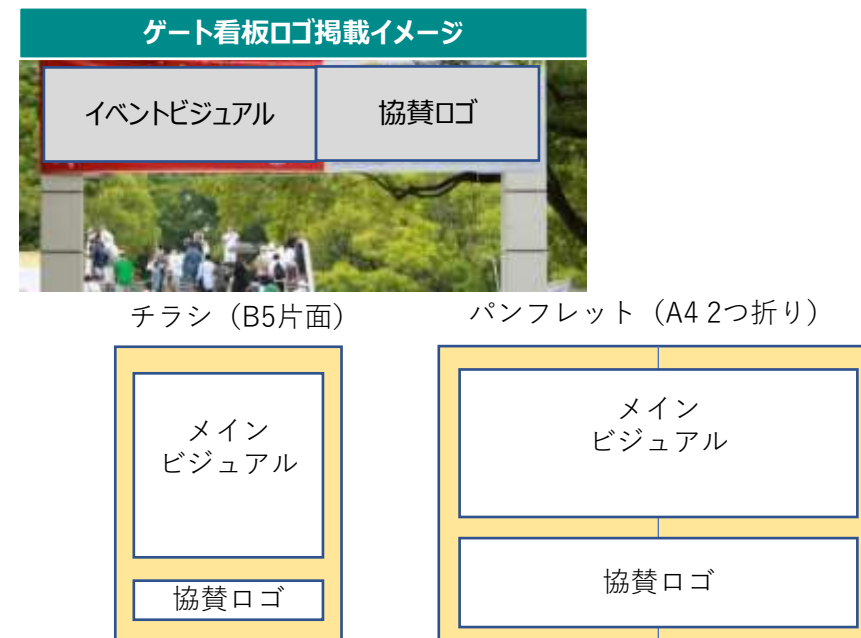 ゲート看板ロゴ掲載イメージ
イベントビジュアル
協賛ロゴ
チラシ（B5片面）
パンフレット（A4 2つ折り）
メイン
ビジュアル
協賛ロゴ
メイン
ビジュアル
協賛ロゴ